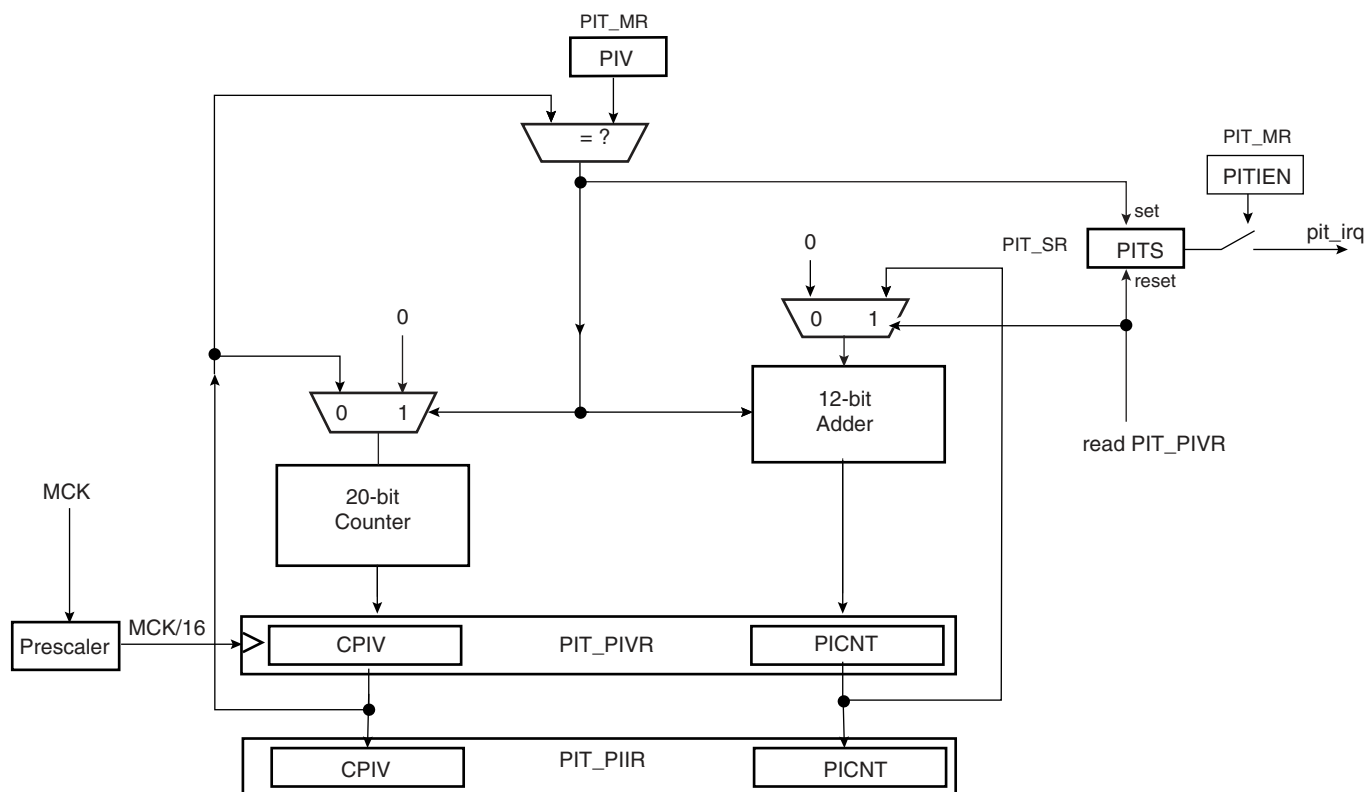 PIT_MR
PIV
= ?
PIT_MR
PITIEN
set
PIT_SR
PITS
pit_irq
reset
0
0 1
0
0 1
12-bit
Adder
read PIT_PIVR
20-bit
Counter
MCK
Prescaler
MCK/16
CPIV
PIT_PIVR
PICNT
CPIV
PIT_PIIR
PICNT